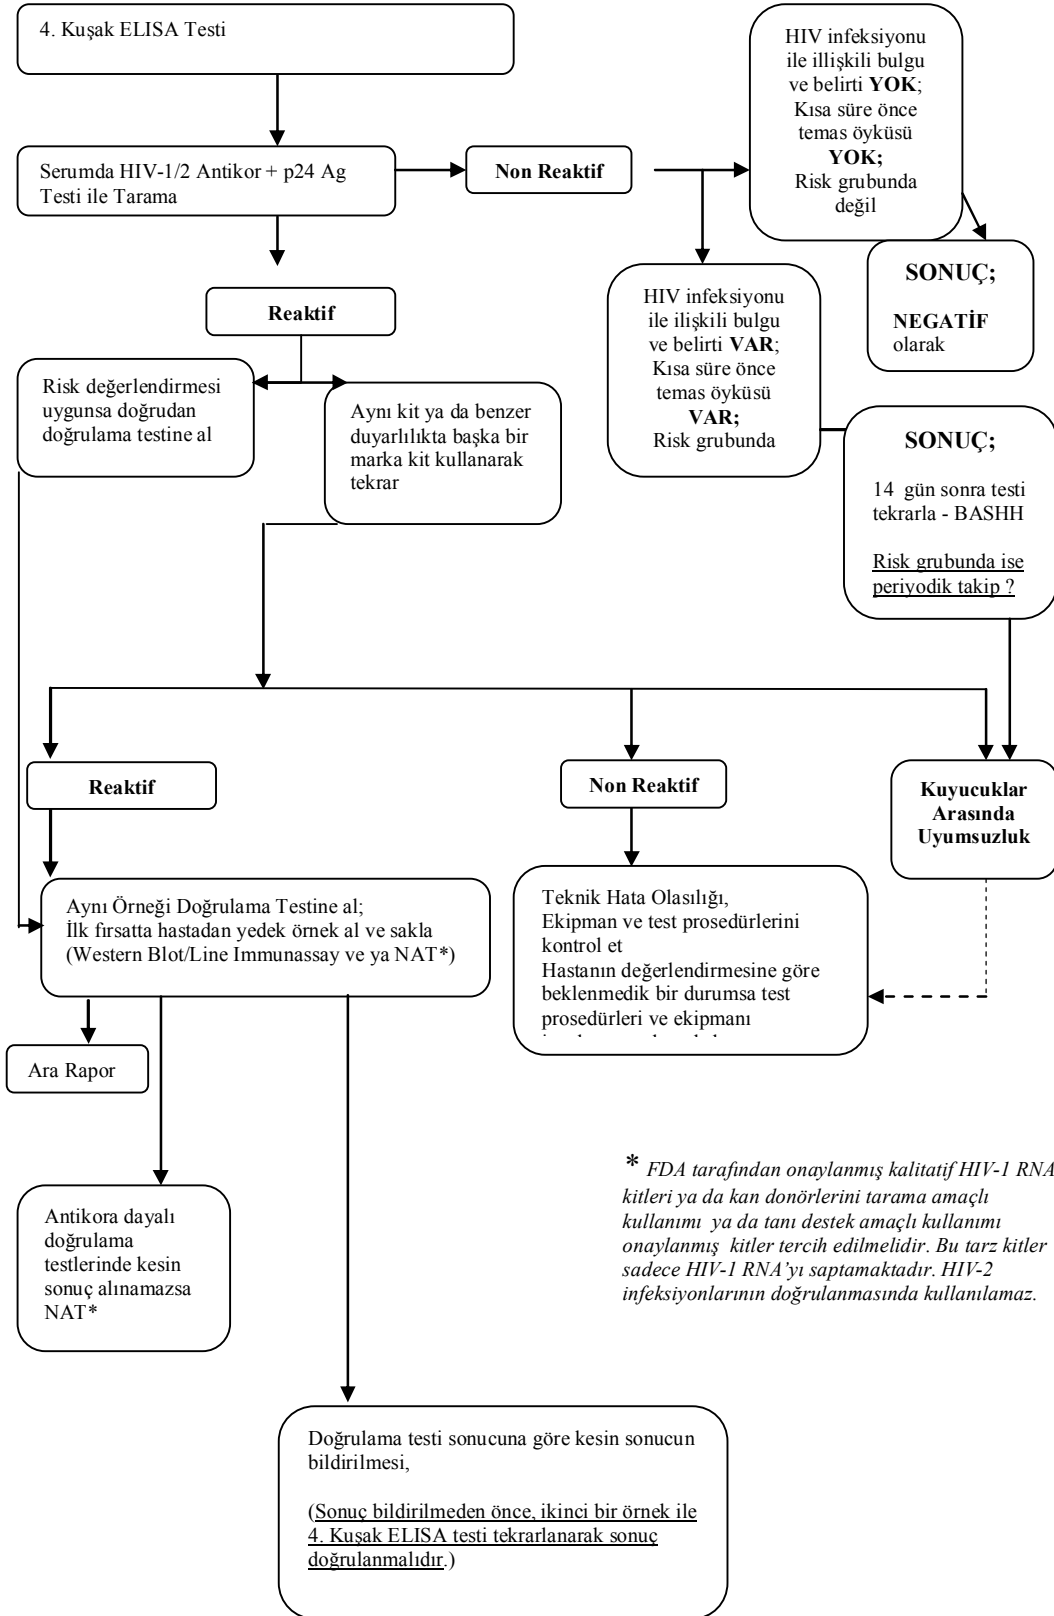 4. Kuşak ELISA Testi
Serumda HIV-1/2 Antikor + p24 Ag
Testi ile Tarama
Non Reaktif
HIV infeksiyonu
ile illişkili bulgu
ve belirti YOK;
Kısa süre önce
temas öyküsü
YOK;
Risk grubunda
değil
SONUÇ;
NEGATİF
olarak
HIV infeksiyonu
ile ilişkili bulgu
ve belirti VAR;
Kısa süre önce
temas öyküsü
VAR;
Risk grubunda
SONUÇ;
14 gün sonra testi
tekrarla - BASHH
Risk grubunda ise
periyodik takip ?
Reaktif
Risk değerlendirmesi
uygunsa doğrudan
doğrulama testine al
Aynı kit ya da benzer
duyarlılıkta başka bir
marka kit kullanarak
tekrar
Reaktif
Non Reaktif
Kuyucuklar
Arasında
Uyumsuzluk
Aynı Örneği Doğrulama Testine al;
İlk fırsatta hastadan yedek örnek al ve sakla
(Western Blot/Line Immunassay ve ya NAT*)
Teknik Hata Olasılığı,
Ekipman ve test prosedürlerini
kontrol et
Hastanın değerlendirmesine göre
beklenmedik bir durumsa test
prosedürleri ve ekipmanı
Ara Rapor
Antikora dayalı
doğrulama
testlerinde kesin
sonuç alınamazsa
NAT*
* FDA tarafından onaylanmış kalitatif HIV-1 RNA
kitleri ya da kan donörlerini tarama amaçlı
kullanımı ya da tanı destek amaçlı kullanımı
onaylanmış kitler tercih edilmelidir. Bu tarz kitler
sadece HIV-1 RNA'yı saptamaktadır. HIV-2
infeksiyonlarının doğrulanmasında kullanılamaz.
Doğrulama testi sonucuna göre kesin sonucun
bildirilmesi,
(Sonuç bildirilmeden önce, ikinci bir örnek ile
4. Kuşak ELISA testi tekrarlanarak sonuç
doğrulanmalıdır.)